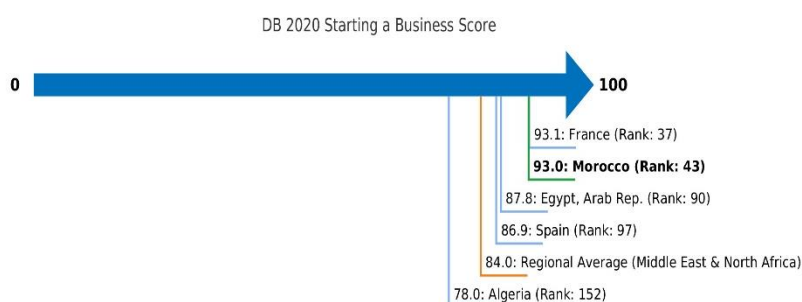 DB 2020 Starting a Business Score
0
100
93.1: France (Rank: 37)
93.0: Morocco (Rank: 43)
87.8: Egypt, Arab Rep. (Rank: 90)
86.9: Spain (Rank: 97)
84.0: Regional Average (Middle East & North Africa)
78.0: Algeria (Rank: 152)